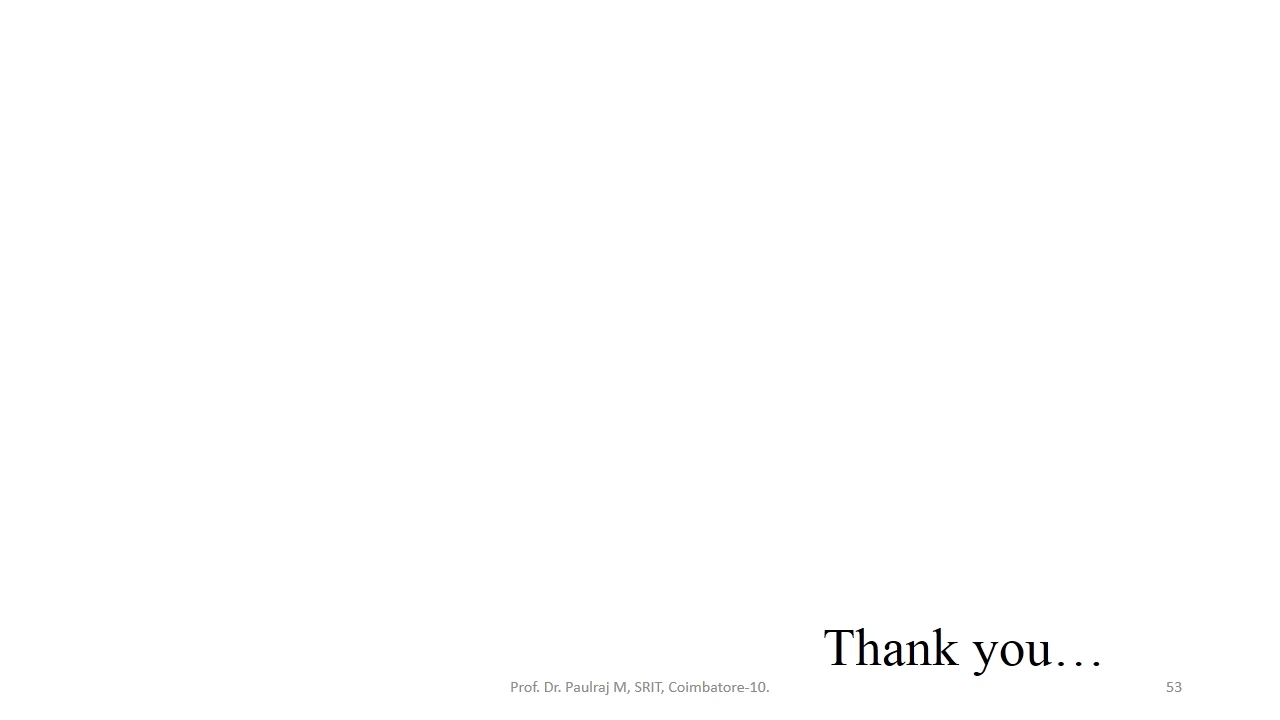 Thank you…
Prof. Dr. Paulraj M, SRIT, Coimbatore-10.
53